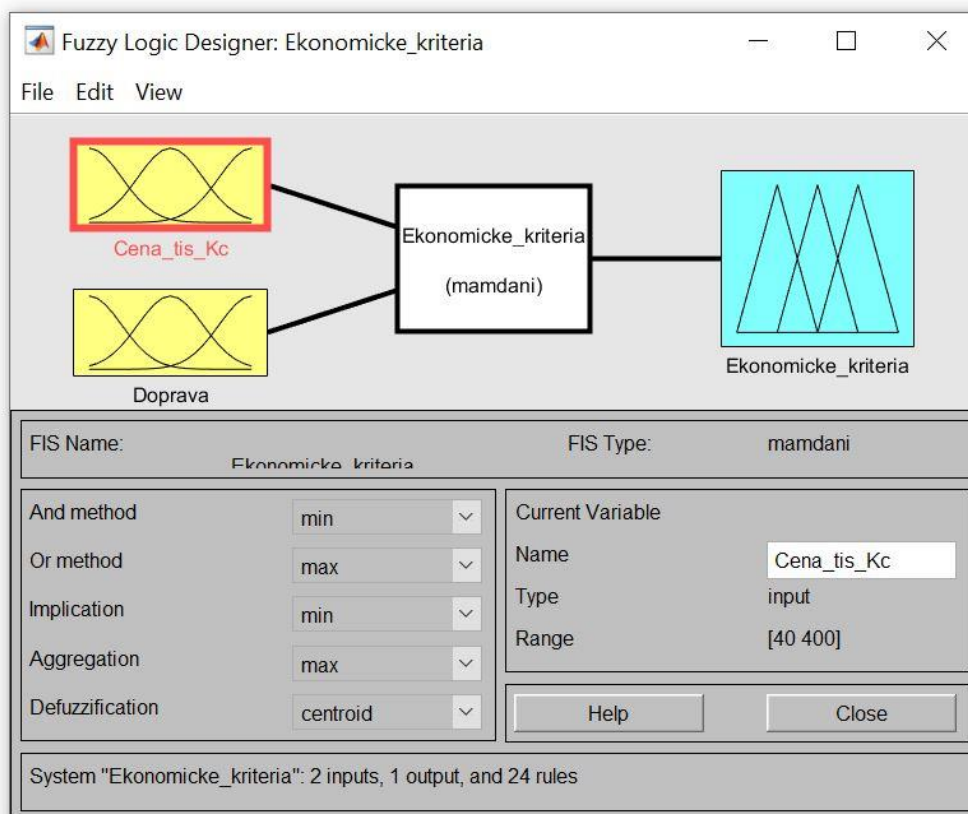 Fuzzy Logic Designer: Ekonomicke_kriteria
File Edit View
Cena_tis_Kc
Ekonomicke_kriteria
(mamdani)
Ekonomicke_kriteria
Doprava
FIS Name:
Ekonomicke_kriteria
FIS Type:
mamdani
And method
min
Or method
max
Implication
min
Aggregation
max
Defuzzification
centroid
Current Variable
Name
Cena_tis_Kc
Type
input
Range
[40 400]
Help
Close
System "Ekonomicke_kriteria": 2 inputs, 1 output, and 24 rules